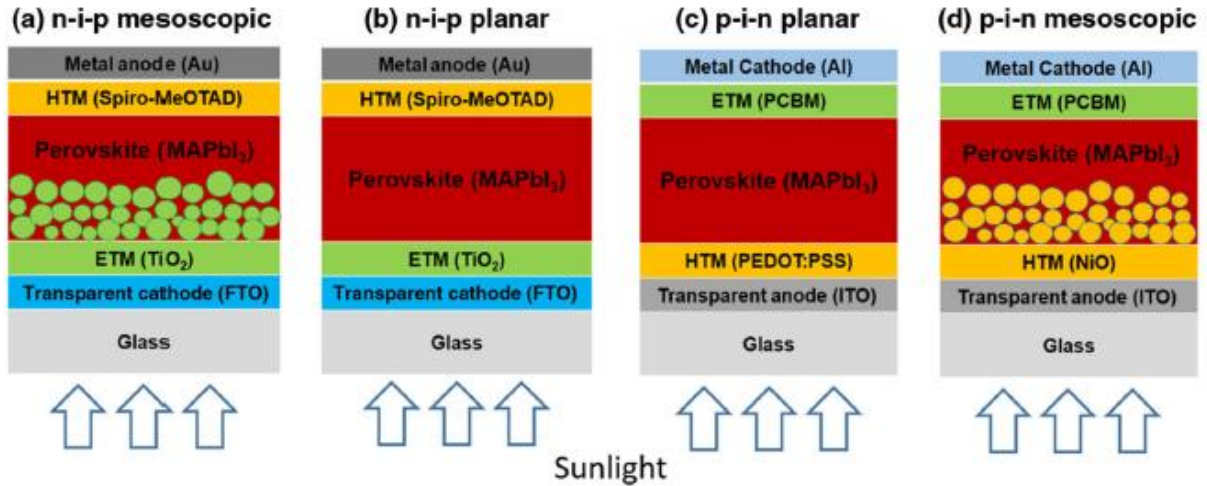 (a) n-i-p mesoscopic
Metal anode (Au)
HTM (Spiro-MeOTAD)
Perovskite (MAPbI₃)
ETM (TiO₂)
Transparent cathode (FTO)
Glass
(b) n-i-p planar
Metal anode (Au)
HTM (Spiro-MeOTAD)
Perovskite (MAPbI₃)
ETM (TiO₂)
Transparent cathode (FTO)
Glass
(c) p-i-n planar
Metal Cathode (Al)
ETM (PCBM)
Perovskite (MAPbI₃)
HTM (PEDOT:PSS)
Transparent anode (ITO)
Glass
(d) p-i-n mesoscopic
Metal Cathode (Al)
ETM (PCBM)
Perovskite (MAPbI₃)
HTM (NiO)
Transparent anode (ITO)
Glass
Sunlight